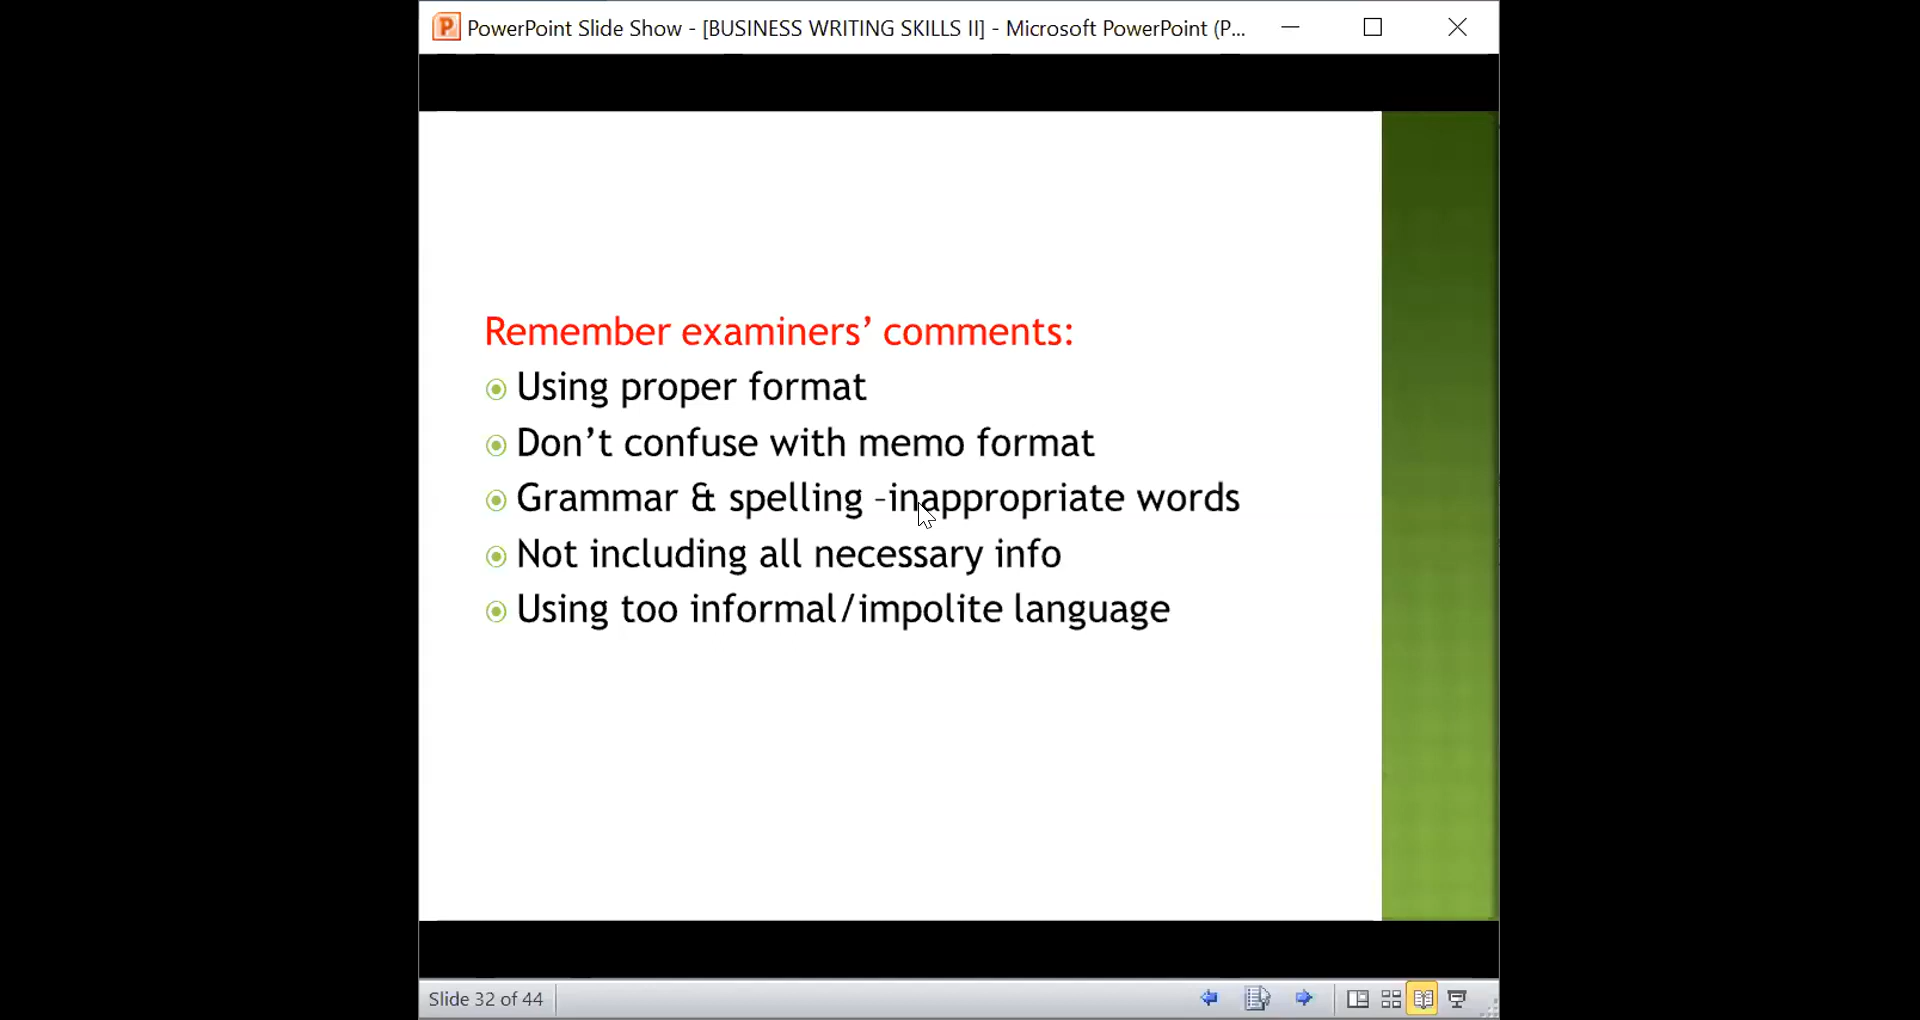 PowerPoint Slide Show - [BUSINESS WRITING SKILLS II] - Microsoft PowerPoint (P...
Remember examiners’ comments:
Using proper format
Don’t confuse with memo format
Grammar & spelling –inappropriate words
Not including all necessary info
Using too informal/impolite language
Slide 32 of 44